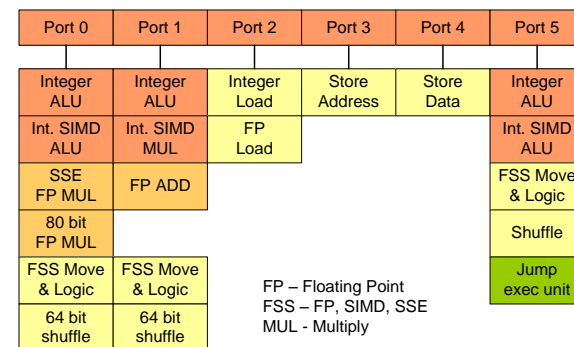 Port 0
Port 1
Port 2
Port 3
Port 4
Port 5
Integer
ALU
Integer
ALU
Integer
Load
Store
Address
Store
Data
Integer
ALU
Int. SIMD
ALU
Int. SIMD
MUL
FP
Load
Int. SIMD
ALU
SSE
FP MUL
FP ADD
FSS Move
& Logic
80 bit
FP MUL
Shuffle
FSS Move
& Logic
FSS Move
& Logic
Jump
exec unit
64 bit
shuffle
64 bit
shuffle
FP – Floating Point
FSS – FP, SIMD, SSE
MUL - Multiply